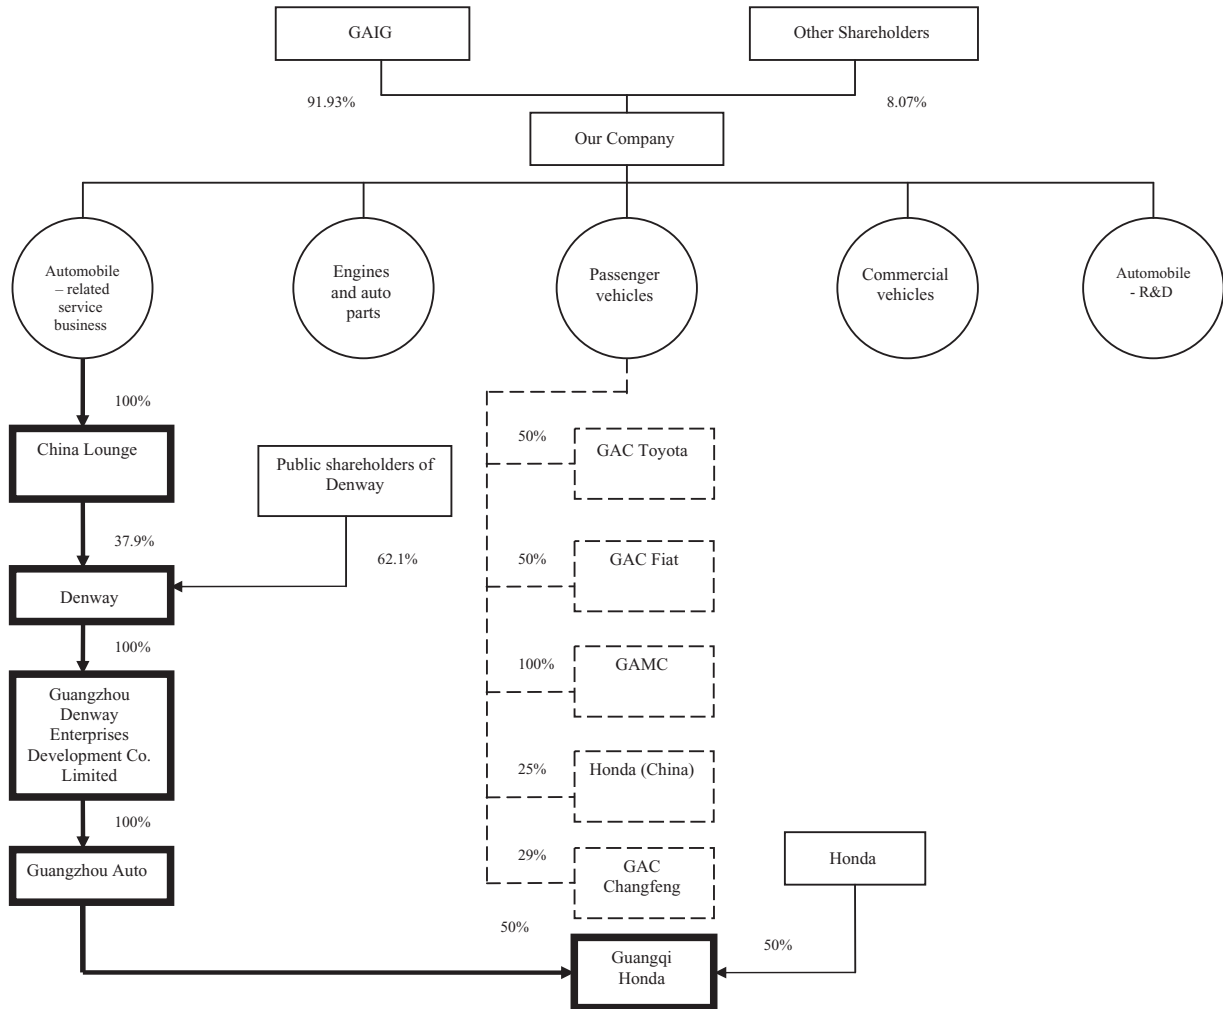 GAIG
Other Shareholders
91.93%
8.07%
Our Company
Automobile
– related
service
business
Engines
and auto
parts
Passenger
vehicles
Commercial
vehicles
Automobile
- R&D
100%
China Lounge
Public shareholders of
Denway
37.9%
62.1%
Denway
100%
Guangzhou
Denway
Enterprises
Development Co.
Limited
100%
Guangzhou Auto
50%
GAC Toyota
50%
GAC Fiat
100%
GAMC
25%
Honda (China)
29%
GAC
Changfeng
Honda
50%
50%
Guangqi
Honda